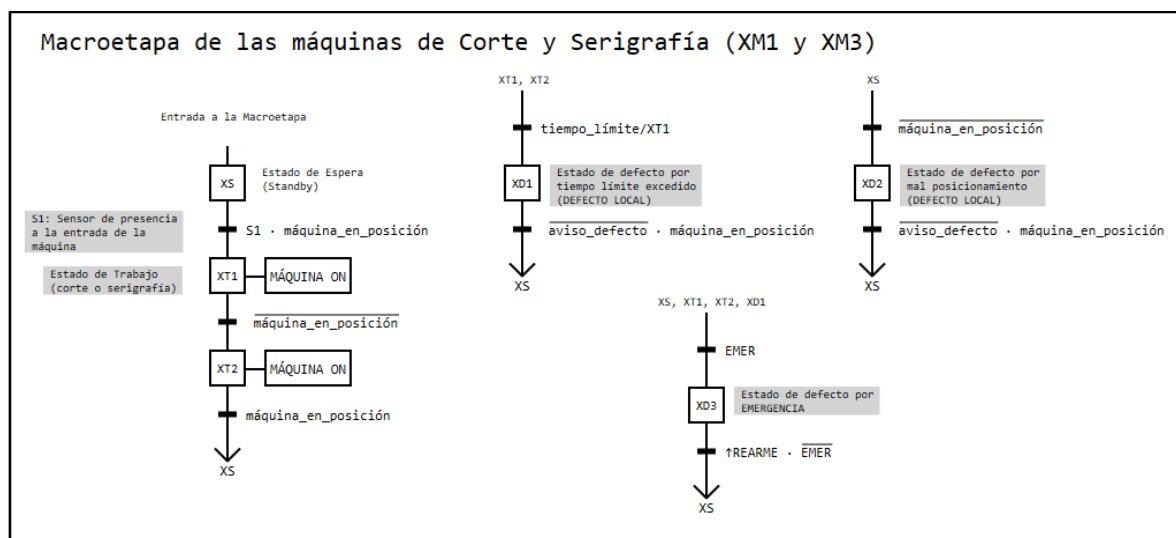 Macroetapa de las máquinas de Corte y Serigrafía (XM1 y XM3)
Entrada a la Macroetapa
XS
Estado de Espera
(Standby)
S1: Sensor de presencia
a la entrada de la
máquina
S1 · máquina_en_posición
Estado de Trabajo
(corte o serigrafía)
XT1
MÁQUINA ON
máquina_en_posición
XT2
MÁQUINA ON
máquina_en_posición
XS
XT1, XT2
tiempo_límite/XT1
XD1
Estado de defecto por
tiempo límite excedido
(DEFECTO LOCAL)
aviso_defecto · máquina_en_posición
XS
XS
máquina_en_posición
XD2
Estado de defecto por
mal posicionamiento
(DEFECTO LOCAL)
aviso_defecto · máquina_en_posición
XS
XS, XT1, XT2, XD1
EMER
XD3
Estado de defecto por
EMERGENCIA
↑REARME · EMER
XS